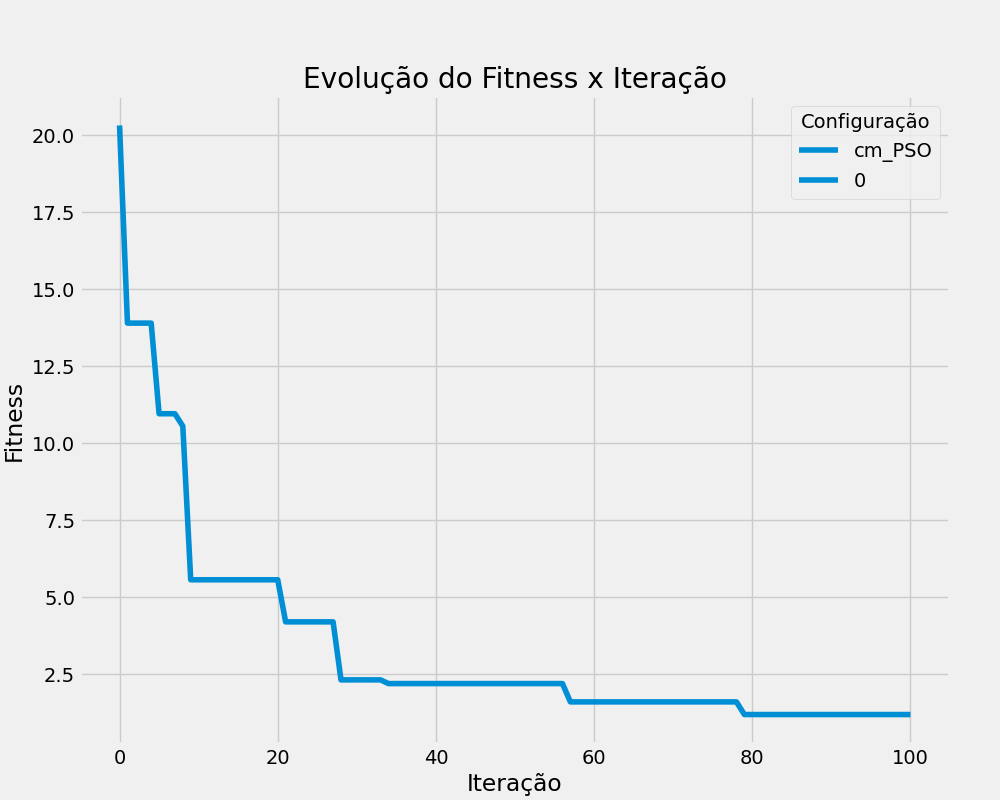 Evolução do Fitness x Iteração
Configuração
cm_PSO
0
Fitness
20.0
17.5
15.0
12.5
10.0
7.5
5.0
2.5
0 20 40 60 80 100
Iteração